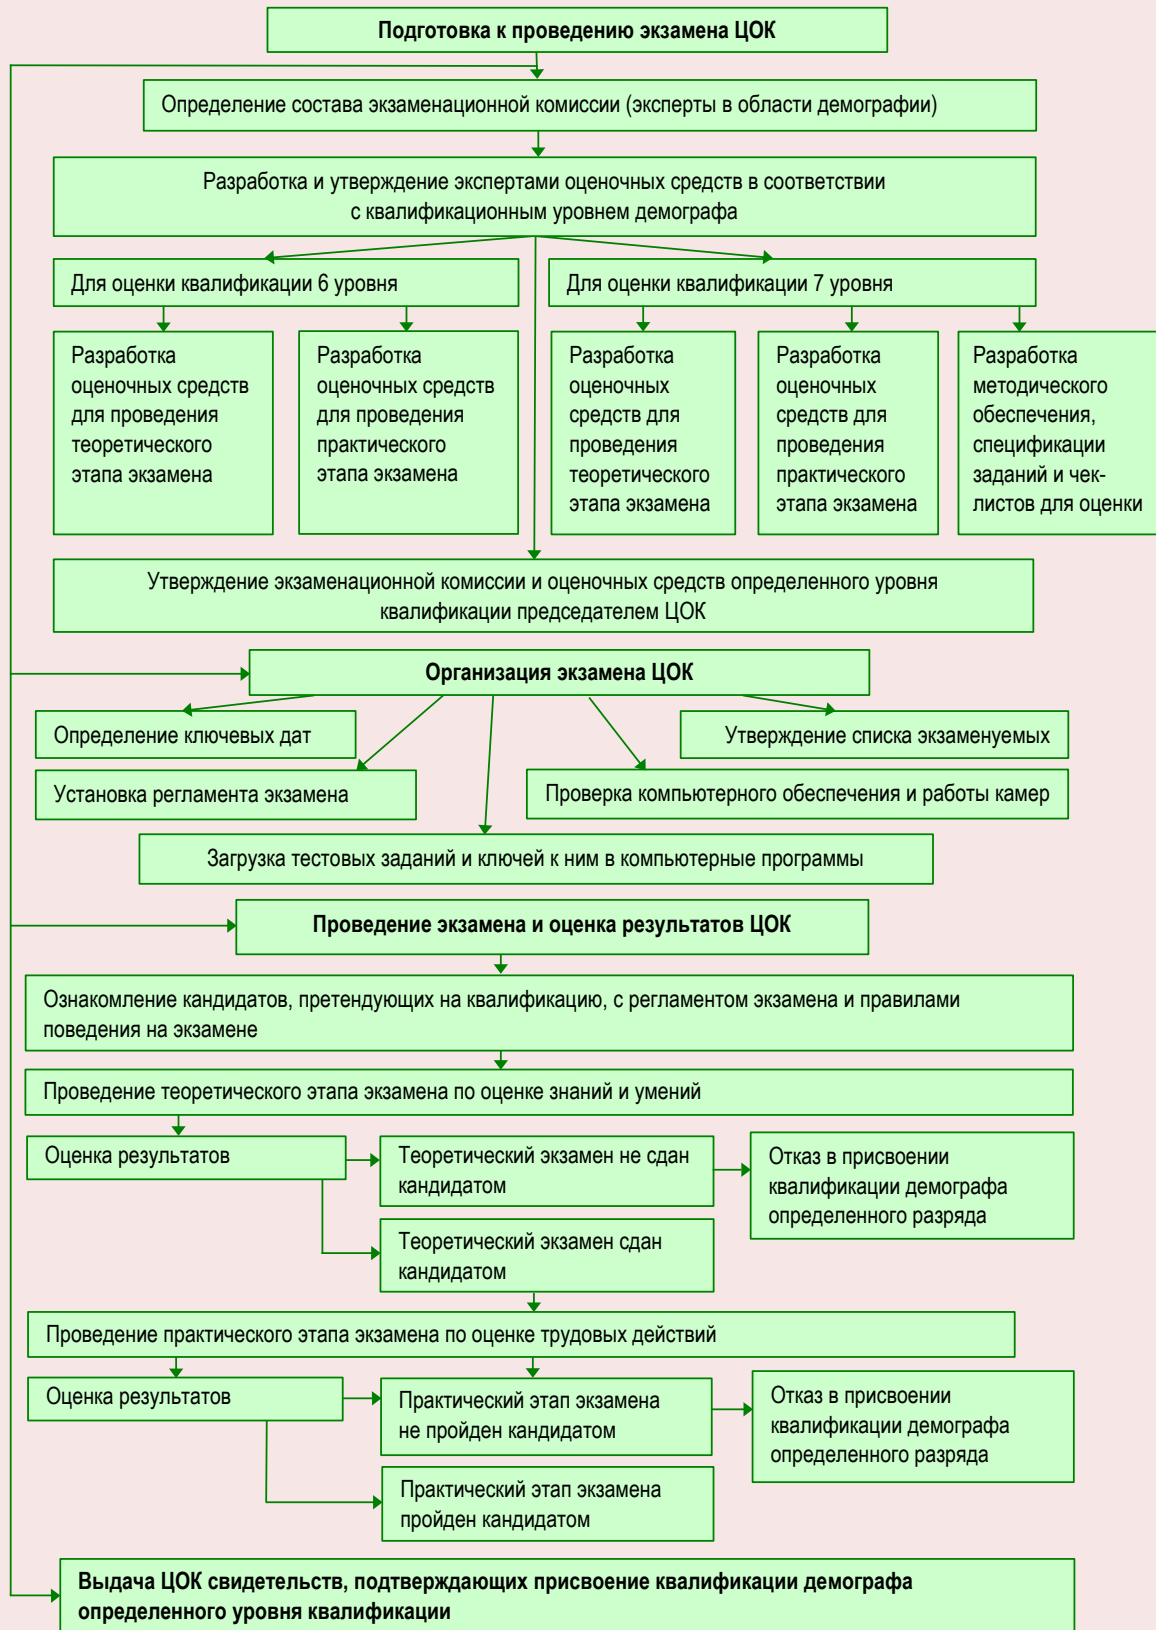 Подготовка к проведению экзамена ЦОК
Определение состава экзаменационной комиссии (эксперты в области демографии)
Разработка и утверждение экспертами оценочных средств в соответствии
с квалификационным уровнем демографа
Для оценки квалификации 6 уровня
Для оценки квалификации 7 уровня
Разработка
оценочных средств
для проведения
теоретического
этапа экзамена
Разработка
оценочных средств
для проведения
практического
этапа экзамена
Разработка
оценочных
средств для
проведения
теоретического
этапа экзамена
Разработка
оценочных
средств для
проведения
практического
этапа экзамена
Разработка
методического
обеспечения,
спецификации
заданий и чек-
листов для оценки
Утверждение экзаменационной комиссии и оценочных средств определенного уровня
квалификации председателем ЦОК
Организация экзамена ЦОК
Определение ключевых дат
Утверждение списка экзаменуемых
Установка регламента экзамена
Проверка компьютерного обеспечения и работы камер
Загрузка тестовых заданий и ключей к ним в компьютерные программы
Проведение экзамена и оценка результатов ЦОК
Ознакомление кандидатов, претендующих на квалификацию, с регламентом экзамена и правилами
поведения на экзамене
Проведение теоретического этапа экзамена по оценке знаний и умений
Оценка результатов
Теоретический экзамен не сдан
кандидатом
Отказ в присвоении
квалификации демографа
определенного разряда
Теоретический экзамен сдан
кандидатом
Проведение практического этапа экзамена по оценке трудовых действий
Оценка результатов
Практический этап экзамена
не пройден кандидатом
Отказ в присвоении
квалификации демографа
определенного разряда
Практический этап экзамена
пройден кандидатом
Выдача ЦОК свидетельств, подтверждающих присвоение квалификации демографа
определенного уровня квалификации